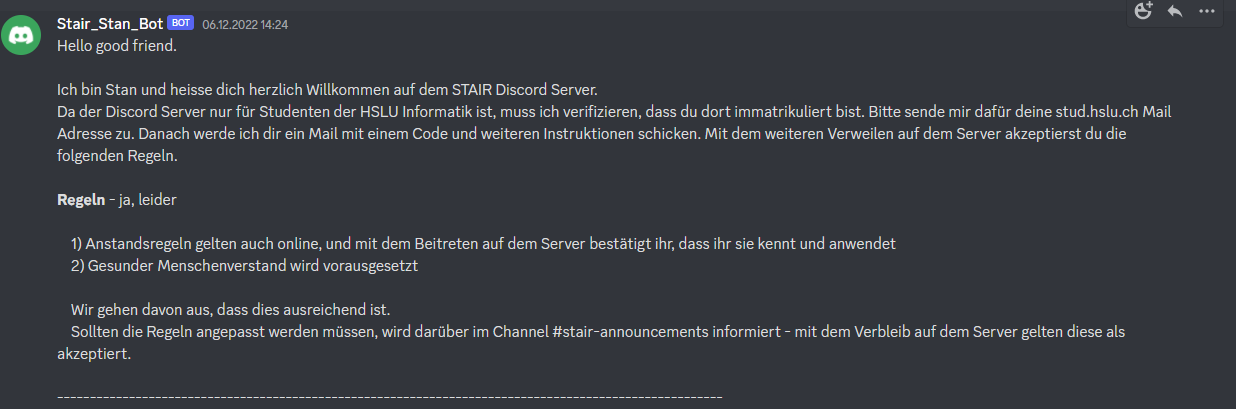 Stair_Stan_Bot BOT 06.12.2022 14:24
Hello good friend.
Ich bin Stan und heisse dich herzlich Willkommen auf dem STAIR Discord Server.
Da der Discord Server nur für Studenten der HSLU Informatik ist, muss ich verifizieren, dass du dort immatrikuliert bist. Bitte sende mir dafür deine stud.hslu.ch Mail
Adresse zu. Danach werde ich dir ein Mail mit einem Code und weiteren Instruktionen schicken. Mit dem weiteren Verweilen auf dem Server akzeptierst du die
folgenden Regeln.
Regeln - ja, leider
1) Anstandsregeln gelten auch online, und mit dem Beitreten auf dem Server bestätigt ihr, dass ihr sie kennt und anwendet
2) Gesunder Menschenverstand wird vorausgesetzt
Wir gehen davon aus, dass dies ausreichend ist.
Sollten die Regeln angepasst werden müssen, wird darüber im Channel #stair-announcements informiert - mit dem Verbleib auf dem Server gelten diese als
akzeptiert.
------------------------------------------------------------------------------------------------------